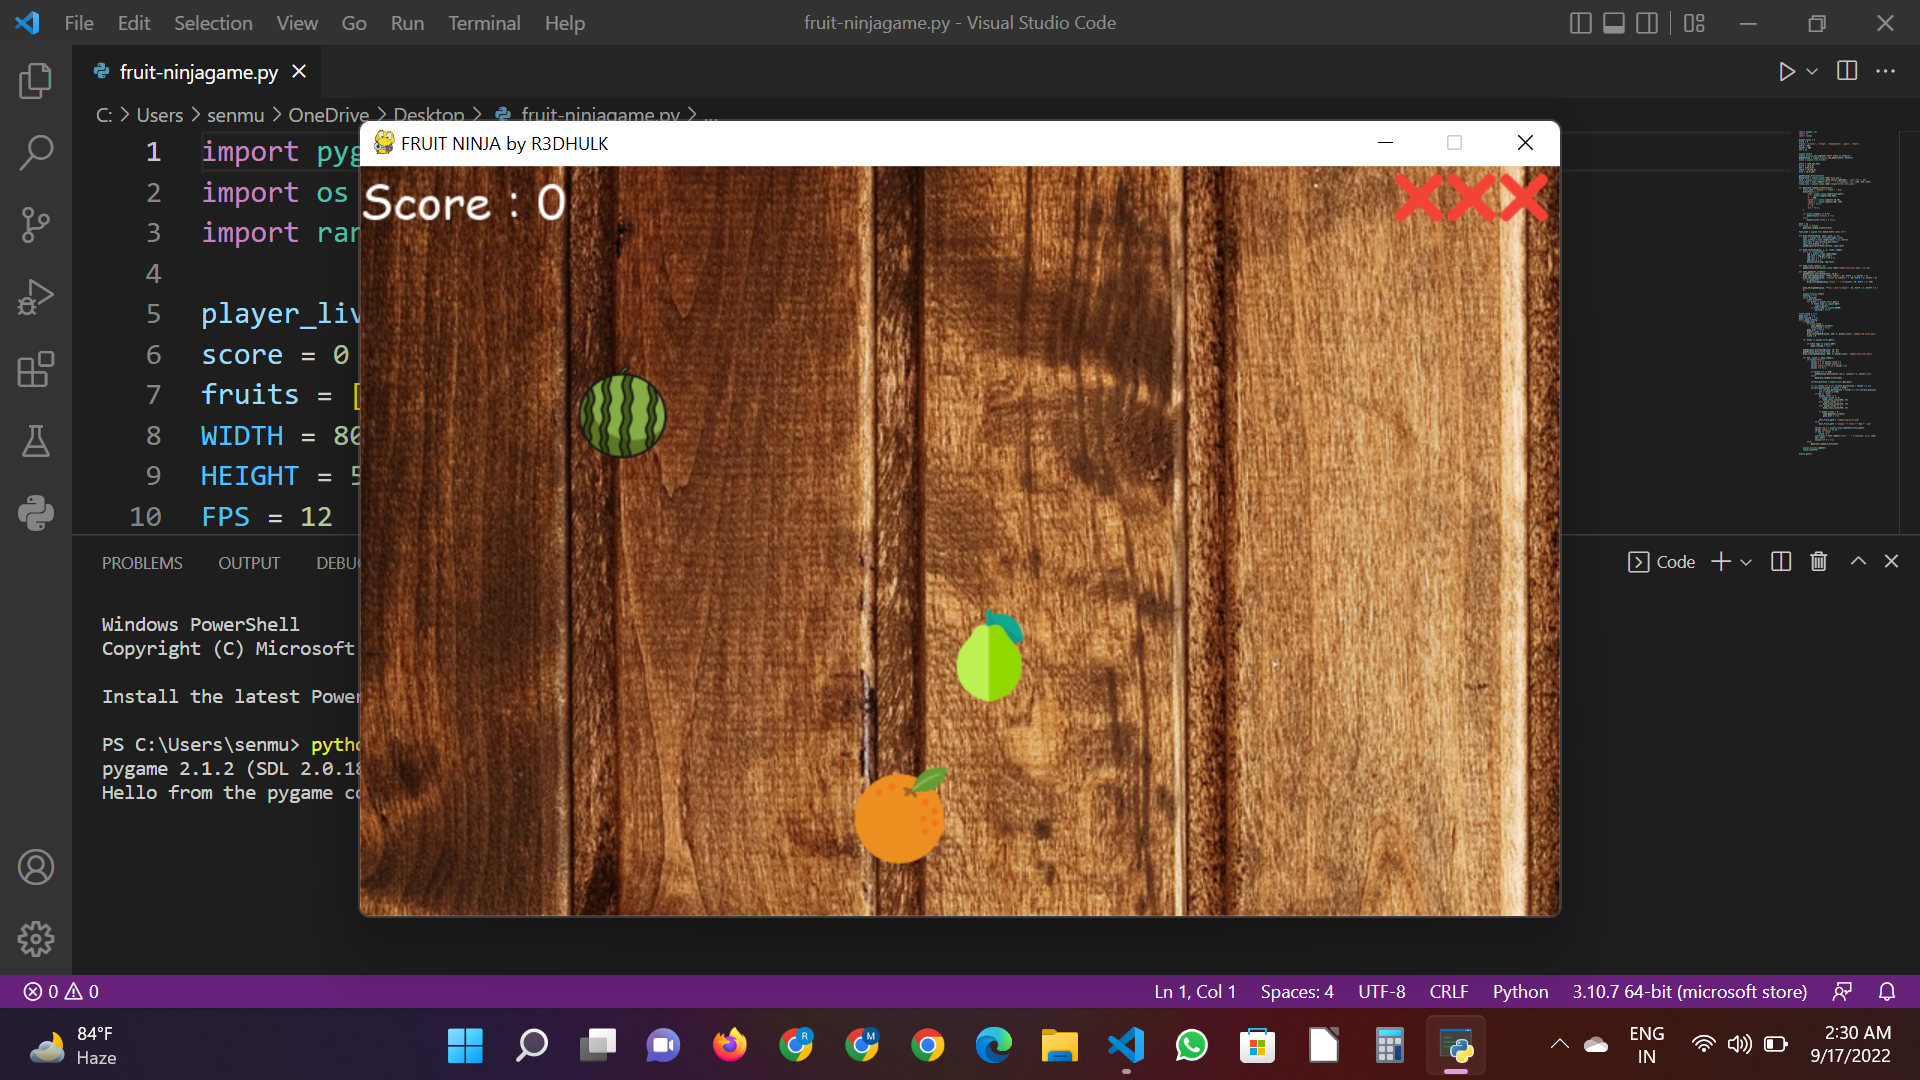 File Edit Selection View Go Run Terminal Help
fruit-ninjagame.py - Visual Studio Code
fruit-ninjagame.py
C: > Users > senmu > OneDrive > Desktop > fruit-ninjagame.py > ...
FRUIT NINJA by R3DHULK
Score : 0
1 import pyg
2 import os
3 import ran
4
5 player_liv
6 score = 0
7 fruits = [
8 WIDTH = 80
9 HEIGHT = 5
10 FPS = 12
PROBLEMS OUTPUT DEBU
Code
Windows PowerShell
Copyright (C) Microsoft
Install the latest Power
PS C:\Users\senmu> pytho
pygame 2.1.2 (SDL 2.0.18
Hello from the pygame co
0 0
Ln 1, Col 1 Spaces: 4 UTF-8 CRLF Python 3.10.7 64-bit (microsoft store)
84°F
Haze
R
M
ENG
IN
2:30 AM
9/17/2022